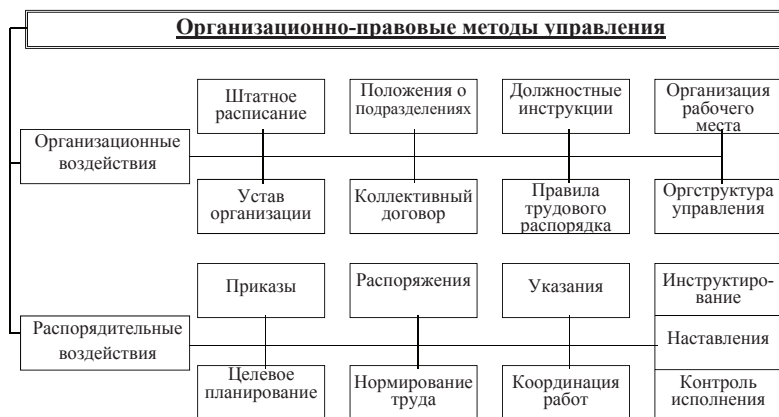 Организационно-правовые методы управления
Штатное
расписание
Положения о
подразделениях
Должностные
инструкции
Организация
рабочего
места
Организационные
воздействия
Устав
организации
Коллективный
договор
Правила
трудового
распорядка
Оргструктура
управления
Приказы
Распоряжения
Указания
Инструктиро-
вание
Распорядительные
воздействия
Наставления
Целевое
планирование
Нормирование
труда
Координация
работ
Контроль
исполнения